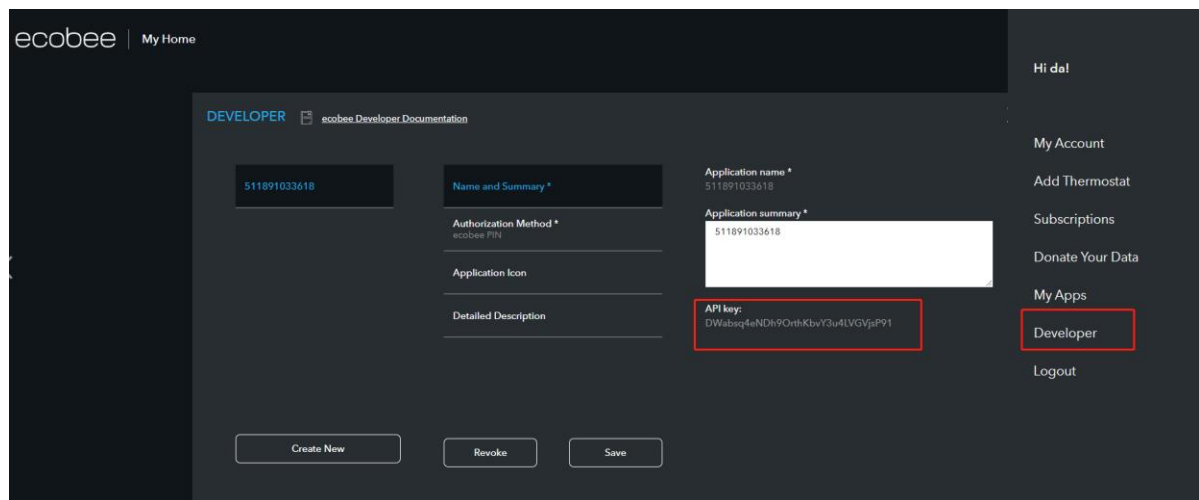 ecobee | My Home
Hi da!
DEVELOPER ecobee Developer Documentation
511891033618
Name and Summary *
Authorization Method *
ecobee PIN
Application Icon
Detailed Description
Application name *
511891033618
Application summary *
511891033618
API key:
DWabsq4eNDh9OrthKbvY3u4LVGVjsP91
Create New
Revoke
Save
My Account
Add Thermostat
Subscriptions
Donate Your Data
My Apps
Developer
Logout